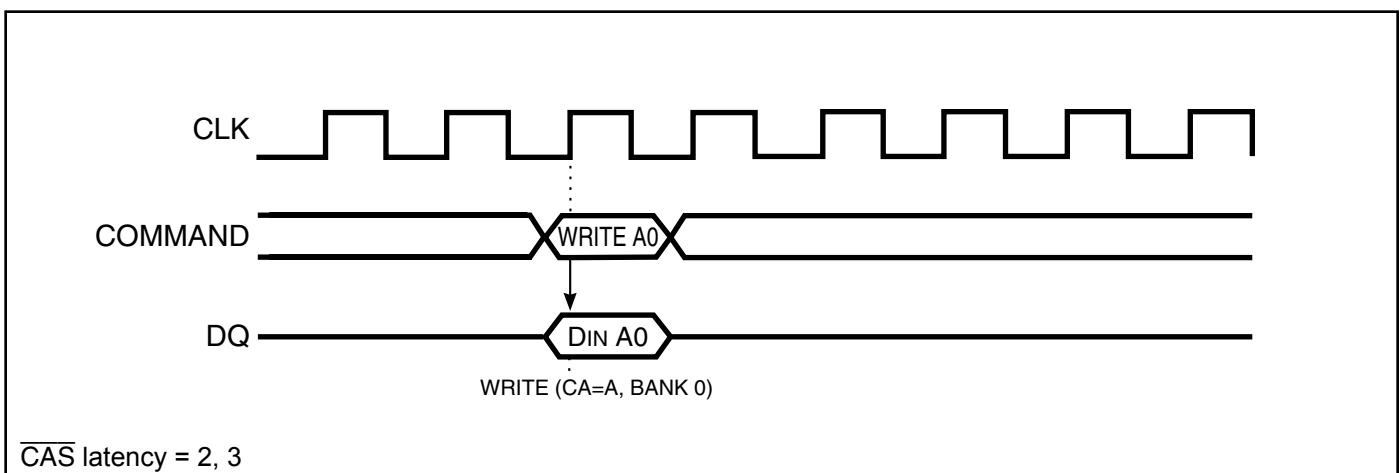 CLK
COMMAND
WRITE A0
DQ
DIN A0
WRITE (CA=A, BANK 0)
CAS latency = 2, 3